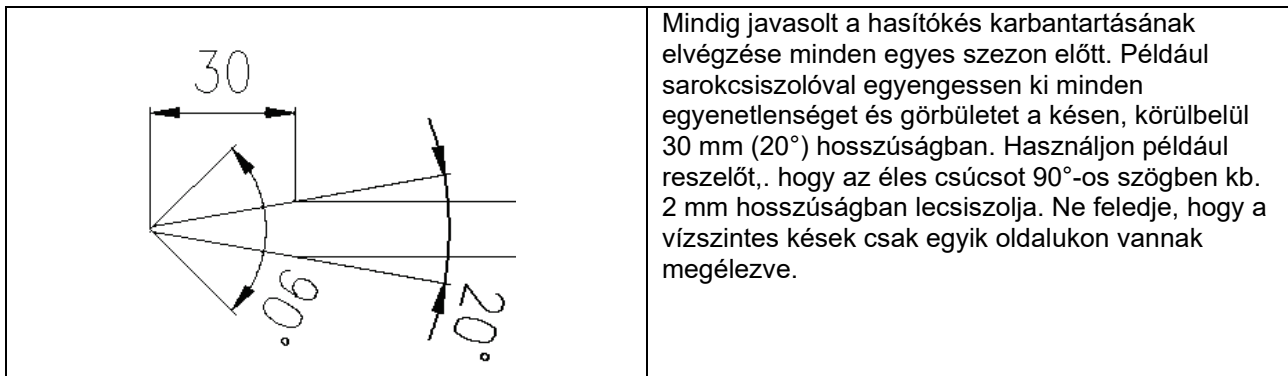 30
90°
20°
Mindig javasolt a hasítókés karbantartásának
elvégzése minden egyes szezon előtt. Például
sarokcsiszolóval egyengessen ki minden
egyenetlenséget és görbületet a késen, körülbelül
30 mm (20°) hosszúságban. Használjon például
reszelőt,. hogy az éles csúcsot 90°-os szögben kb.
2 mm hosszúságban lecsiszolja. Ne feledje, hogy a
vízszintes kések csak egyik oldalukon vannak
megélezve.